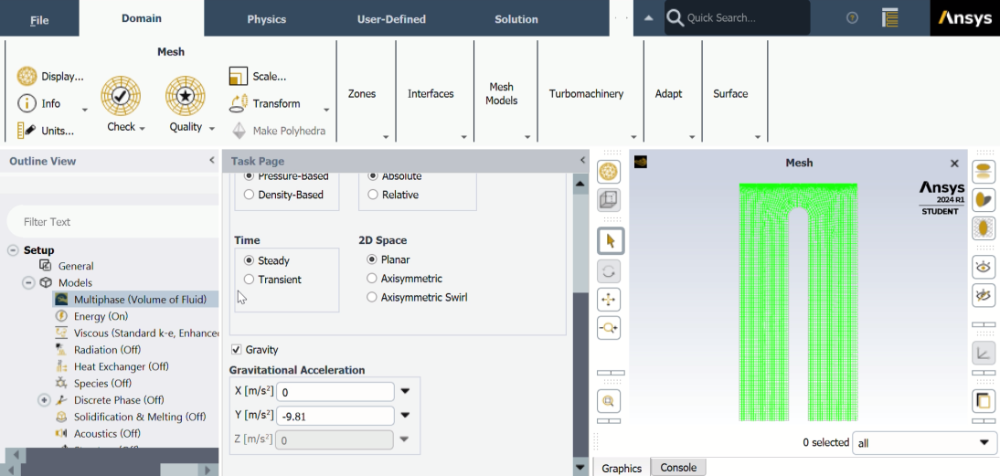 File
Domain
Physics
User-Defined
Solution
Quick Search...
Ansys
Mesh
Display...
Info
Units...
Check
Quality
Scale...
Transform
Make Polyhedra
Zones
Interfaces
Mesh
Models
Turbomachinery
Adapt
Surface
Outline View
Filter Text
Setup
General
Models
Multiphase (Volume of Fluid)
Energy (On)
Viscous (Standard k-e, Enhance
Radiation (Off)
Heat Exchanger (Off)
Species (Off)
Discrete Phase (Off)
Solidification & Melting (Off)
Acoustics (Off)
Task Page
Pressure-Based
Absolute
Density-Based
Relative
Time
2D Space
Steady
Planar
Transient
Axisymmetric
Axisymmetric Swirl
Gravity
Gravitational Acceleration
X [m/s²] 0
Y [m/s²] -9.81
Z [m/s²] 0
Mesh
Ansys
2024 R1
STUDENT
0 selected all
Graphics
Console